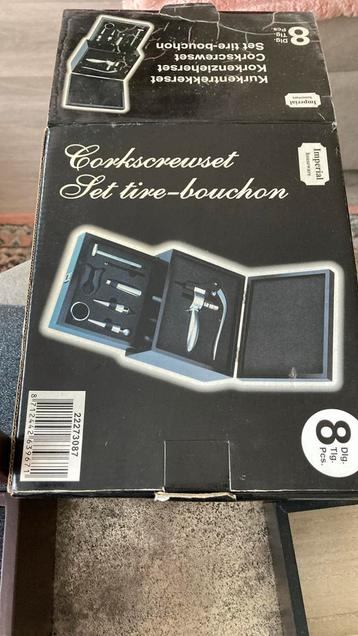 8
Dlg.
Tlg.
Pcs.
Kurkentrekkerset
Korkenzieherset
Corkscrewset
Set tire-bouchon
Imperial
Corkscrewset
Set tire-bouchon
Imperial
8
Dlg.
Tlg.
Pcs.
22273087
8 712442 639671